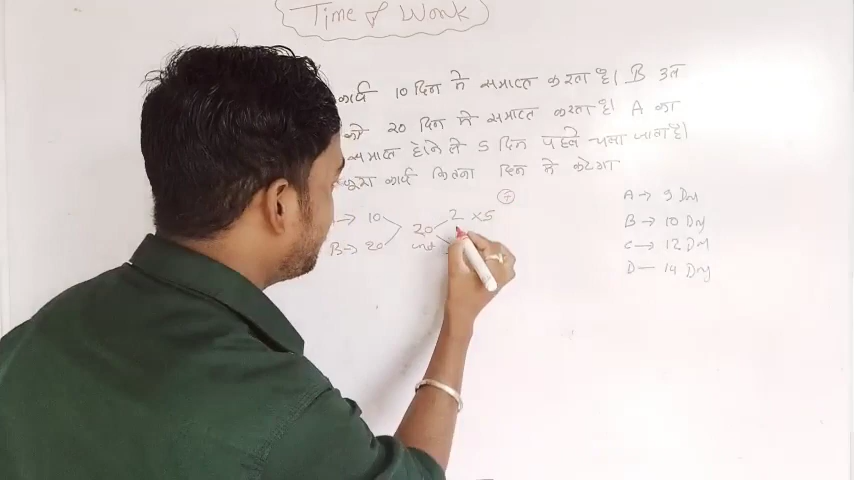 Time & Work
कार्य 10 दिन मे समाप्त करता है। B उस
को 20 दिन मे समाप्त करता है। A का
समाप्त होने से 5 दिन पहले चला जाता है।
पूरा कार्य कितना दिन मे करेगा
+
→ 10
20
2 x 5
B → 20
unit
A → 9 Day
B → 10 Day
C → 12 Day
D — 14 Day